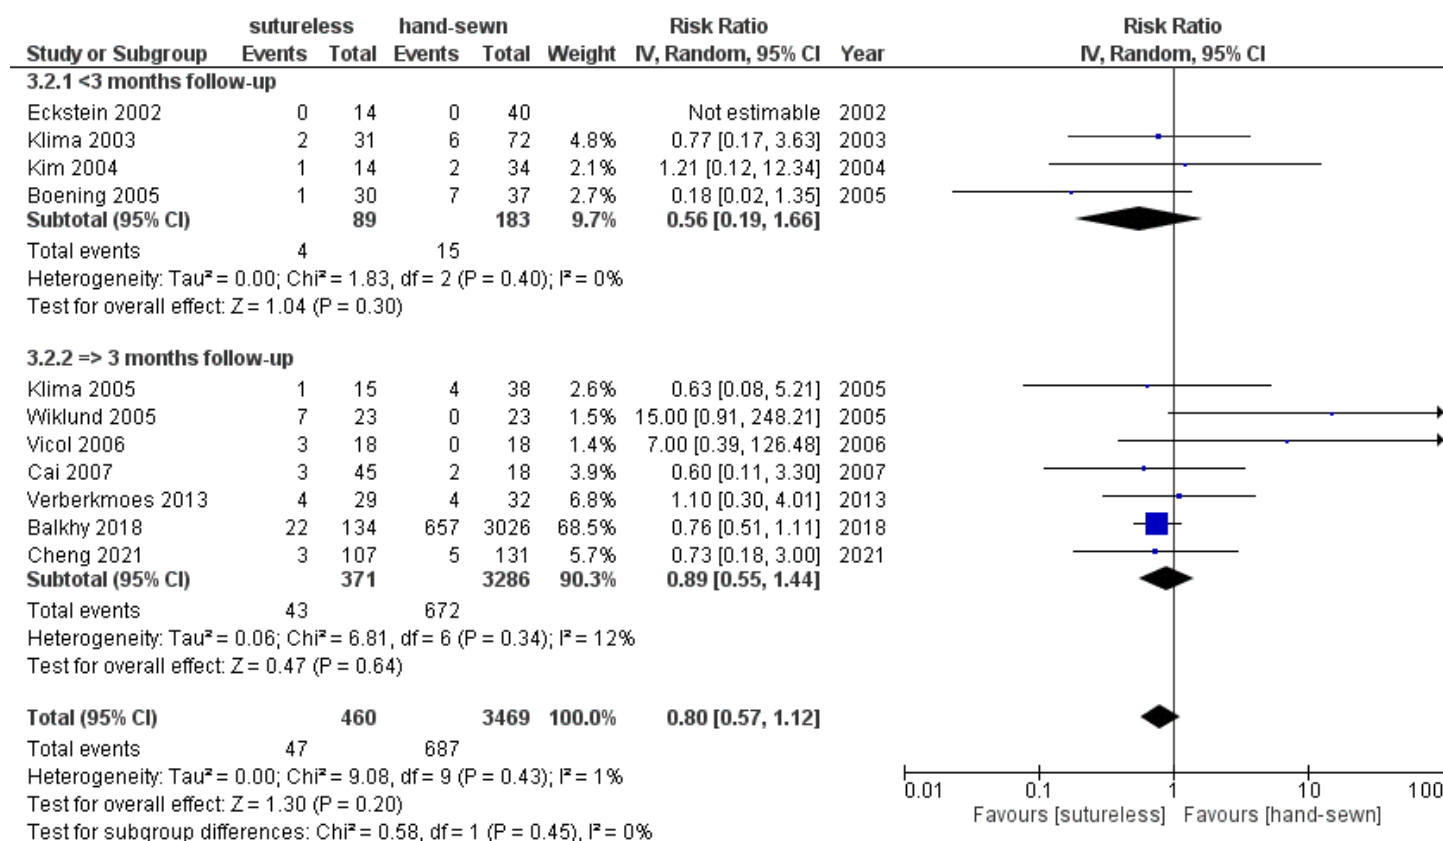 sutureless hand-sewn Risk Ratio Risk Ratio
Study or Subgroup Events Total Events Total Weight IV, Random, 95% CI Year IV, Random, 95% CI
3.2.1 <3 months follow-up
Eckstein 2002 0 14 0 40 Not estimable 2002
Klima 2003 2 31 6 72 4.8% 0.77 [0.17, 3.63] 2003
Kim 2004 1 14 2 34 2.1% 1.21 [0.12, 12.34] 2004
Boening 2005 1 30 7 37 2.7% 0.18 [0.02, 1.35] 2005
Subtotal (95% CI) 89 183 9.7% 0.56 [0.19, 1.66]
Total events 4 15
Heterogeneity: Tau² = 0.00; Chi² = 1.83, df = 2 (P = 0.40); I² = 0%
Test for overall effect: Z = 1.04 (P = 0.30)
3.2.2 => 3 months follow-up
Klima 2005 1 15 4 38 2.6% 0.63 [0.08, 5.21] 2005
Wiklund 2005 7 23 0 23 1.5% 15.00 [0.91, 248.21] 2005
Vicol 2006 3 18 0 18 1.4% 7.00 [0.39, 126.48] 2006
Cai 2007 3 45 2 18 3.9% 0.60 [0.11, 3.30] 2007
Verberkmoes 2013 4 29 4 32 6.8% 1.10 [0.30, 4.01] 2013
Balkhy 2018 22 134 657 3026 68.5% 0.76 [0.51, 1.11] 2018
Cheng 2021 3 107 5 131 5.7% 0.73 [0.18, 3.00] 2021
Subtotal (95% CI) 371 3286 90.3% 0.89 [0.55, 1.44]
Total events 43 672
Heterogeneity: Tau² = 0.06; Chi² = 6.81, df = 6 (P = 0.34); I² = 12%
Test for overall effect: Z = 0.47 (P = 0.64)
Total (95% CI) 460 3469 100.0% 0.80 [0.57, 1.12]
Total events 47 687
Heterogeneity: Tau² = 0.00; Chi² = 9.08, df = 9 (P = 0.43); I² = 1%
Test for overall effect: Z = 1.30 (P = 0.20)
Test for subgroup differences: Chi² = 0.58, df = 1 (P = 0.45), I² = 0%
0.01 0.1 1 10 100
Favours [sutureless] Favours [hand-sewn]